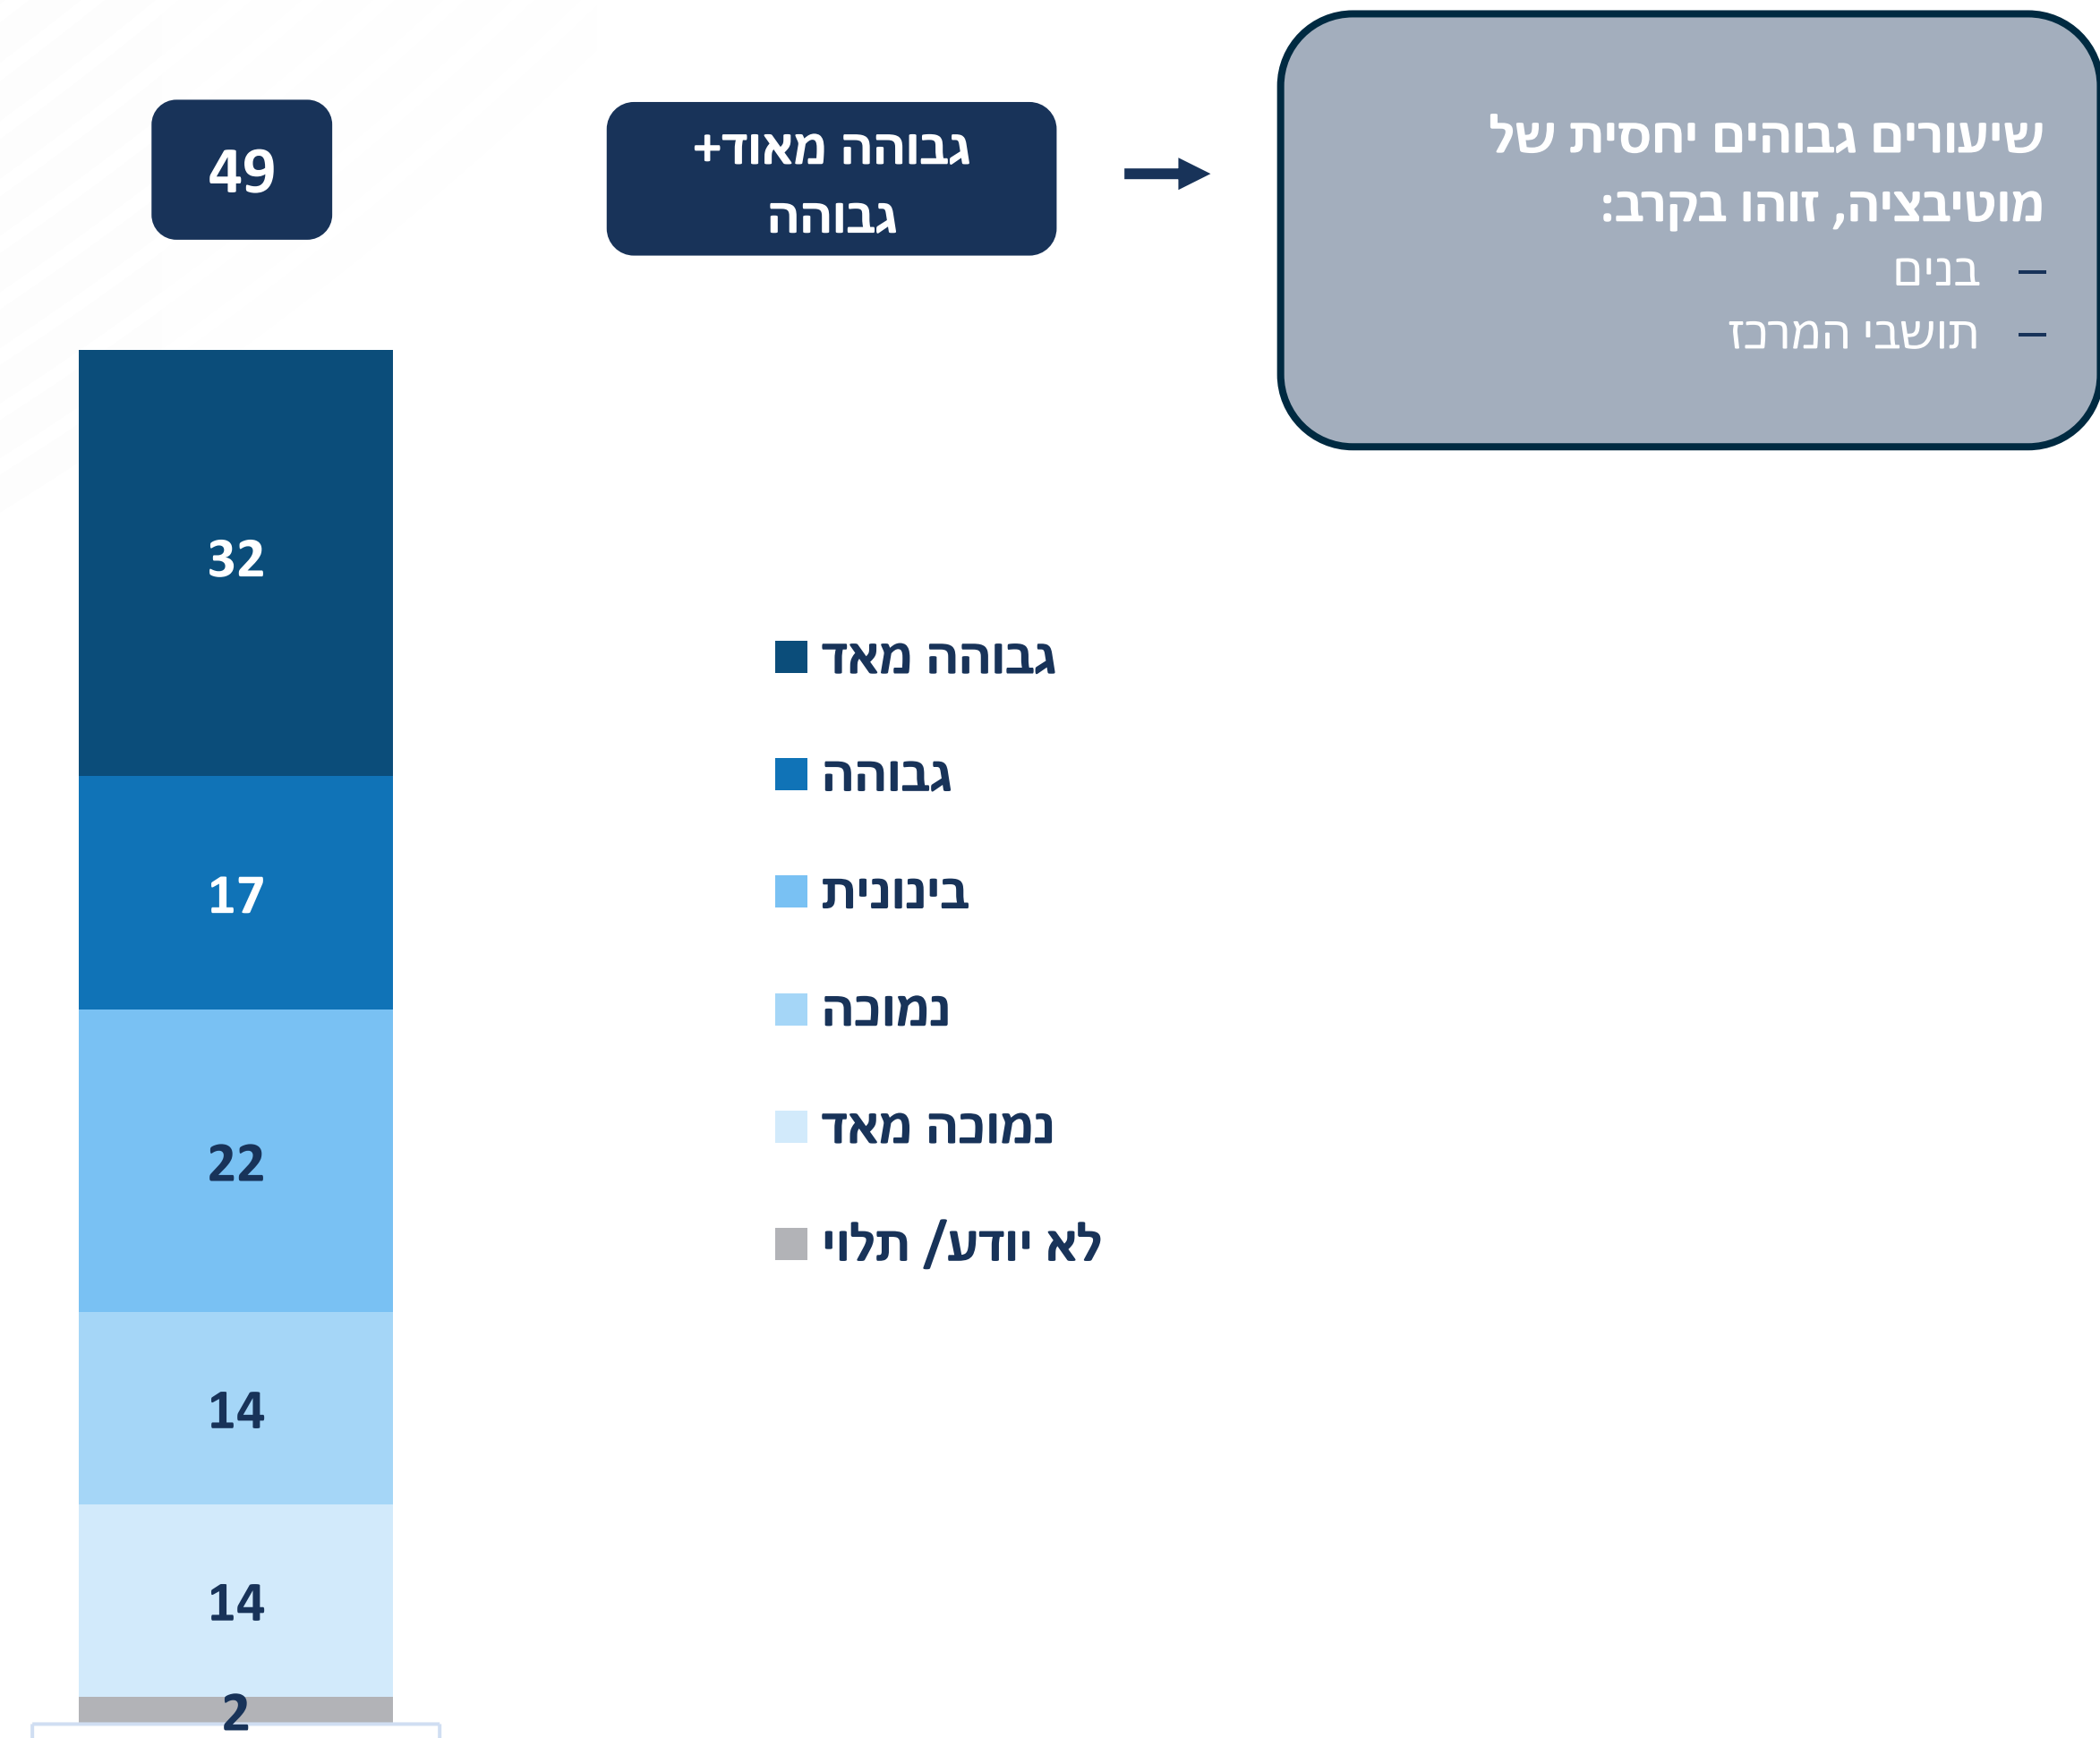 שיעורים גבוהים יחסית של
מוטיבציה, זוהו בקרב:
– בנים
– תושבי המרכז
גבוהה מאוד+
גבוהה
49
32
17
22
14
14
2
גבוהה מאד
גבוהה
בינונית
נמוכה
נמוכה מאד
לא יודע/ תלוי